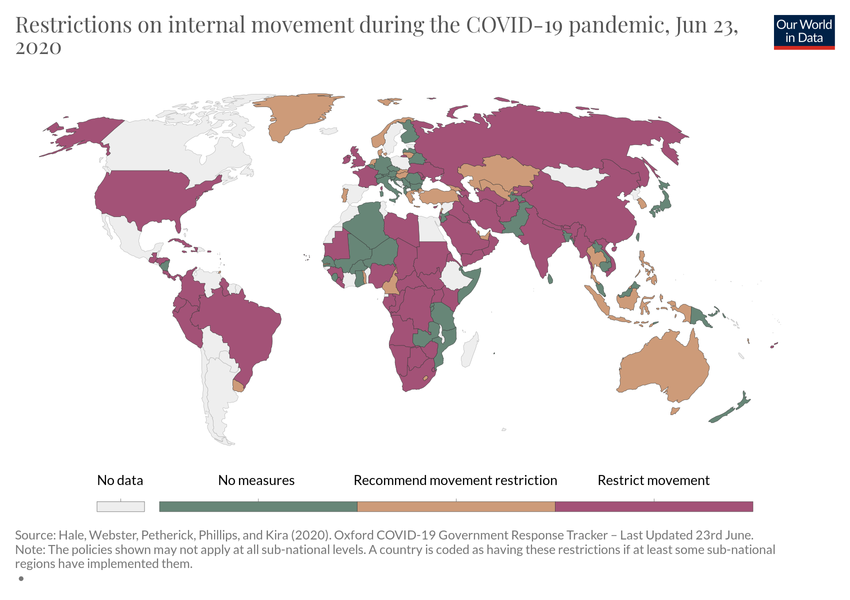 Restrictions on internal movement during the COVID-19 pandemic, Jun 23,
2020
Our World
in Data
No data
No measures
Recommend movement restriction
Restrict movement
Source: Hale, Webster, Petherick, Phillips, and Kira (2020). Oxford COVID-19 Government Response Tracker – Last Updated 23rd June.
Note: The policies shown may not apply at all sub-national levels. A country is coded as having these restrictions if at least some sub-national
regions have implemented them.
•